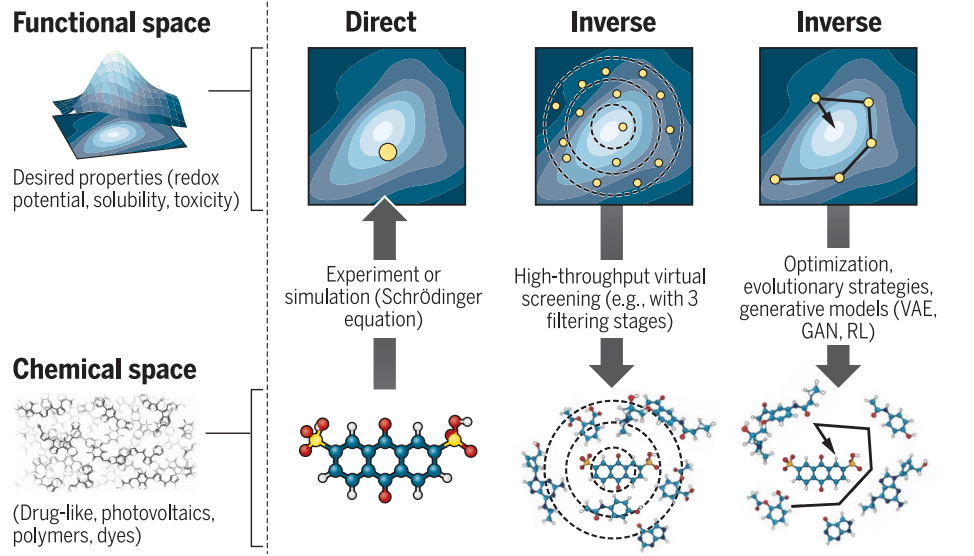 Functional space
Desired properties (redox
potential, solubility, toxicity)
Chemical space
(Drug-like, photovoltaics,
polymers, dyes)
Direct
Experiment or
simulation (Schrödinger
equation)
Inverse
High-throughput virtual
screening (e.g., with 3
filtering stages)
Inverse
Optimization,
evolutionary strategies,
generative models (VAE,
GAN, RL)